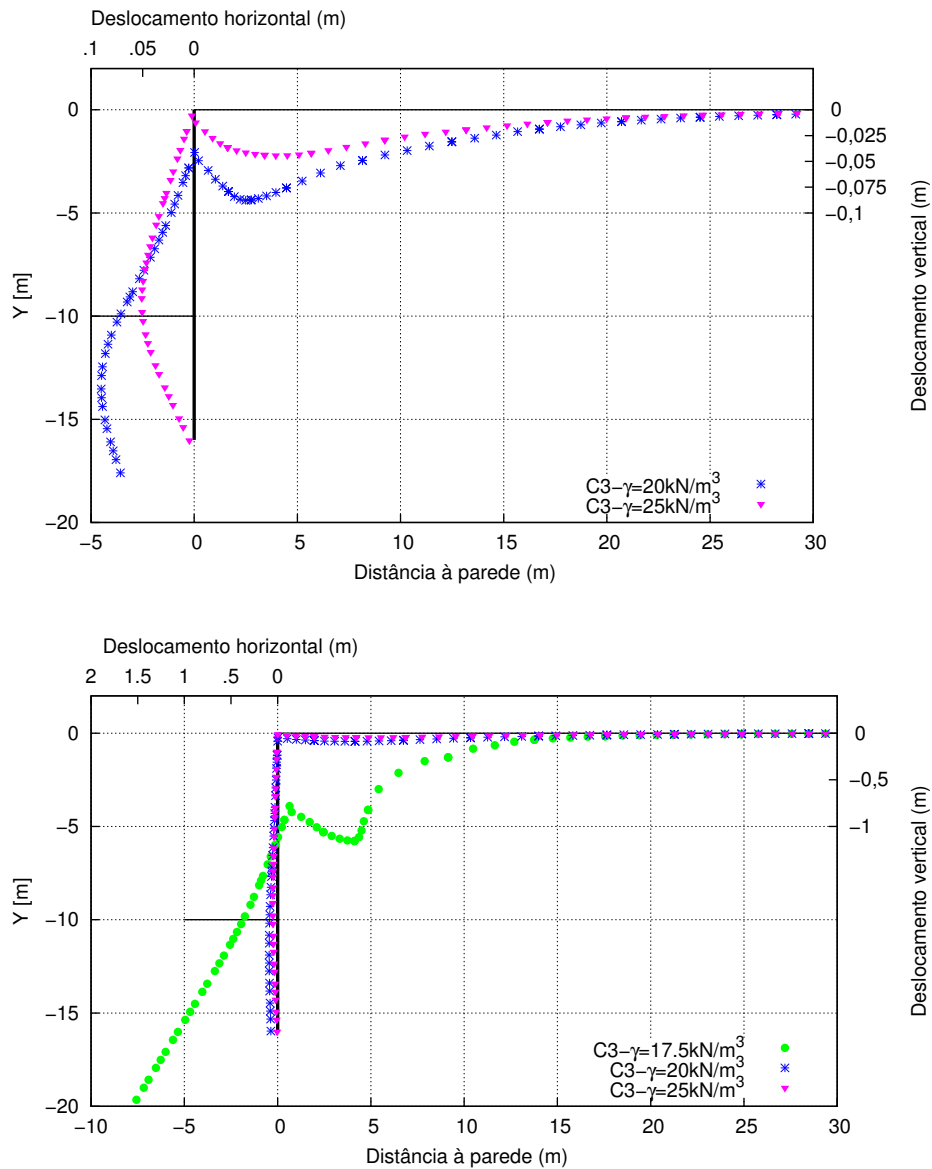 Deslocamento horizontal (m)
.1 .05 0
0
−5
−10
−15
−20
Y [m]
0
−0,025
−0,05
−0,075
−0,1
Deslocamento vertical (m)
C3−γ=20kN/m³
C3−γ=25kN/m³
−5 0 5 10 15 20 25 30
Distância à parede (m)
Deslocamento horizontal (m)
2 1.5 1 .5 0
0
−5
−10
−15
−20
Y [m]
0
−0,5
−1
Deslocamento vertical (m)
C3−γ=17.5kN/m³
C3−γ=20kN/m³
C3−γ=25kN/m³
−10 −5 0 5 10 15 20 25 30
Distância à parede (m)